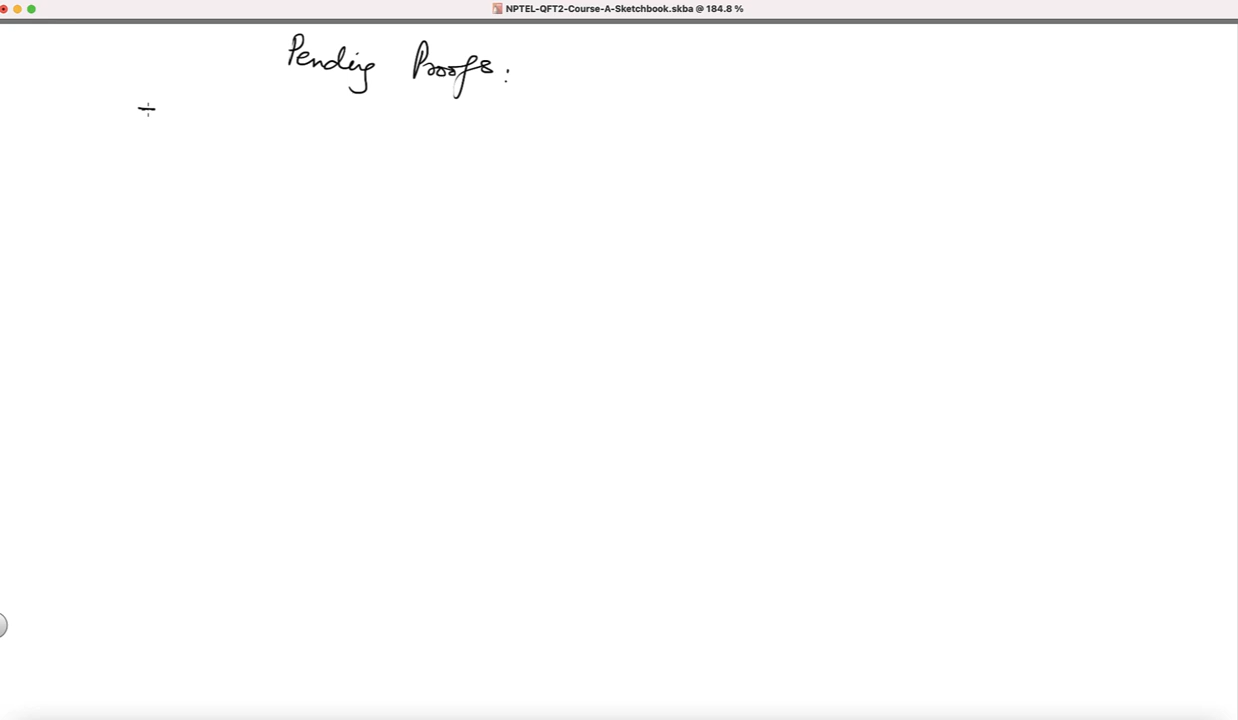 NPTEL-QFT2-Course-A-Sketchbook.skba @ 184.8 %
Pending Proofs: